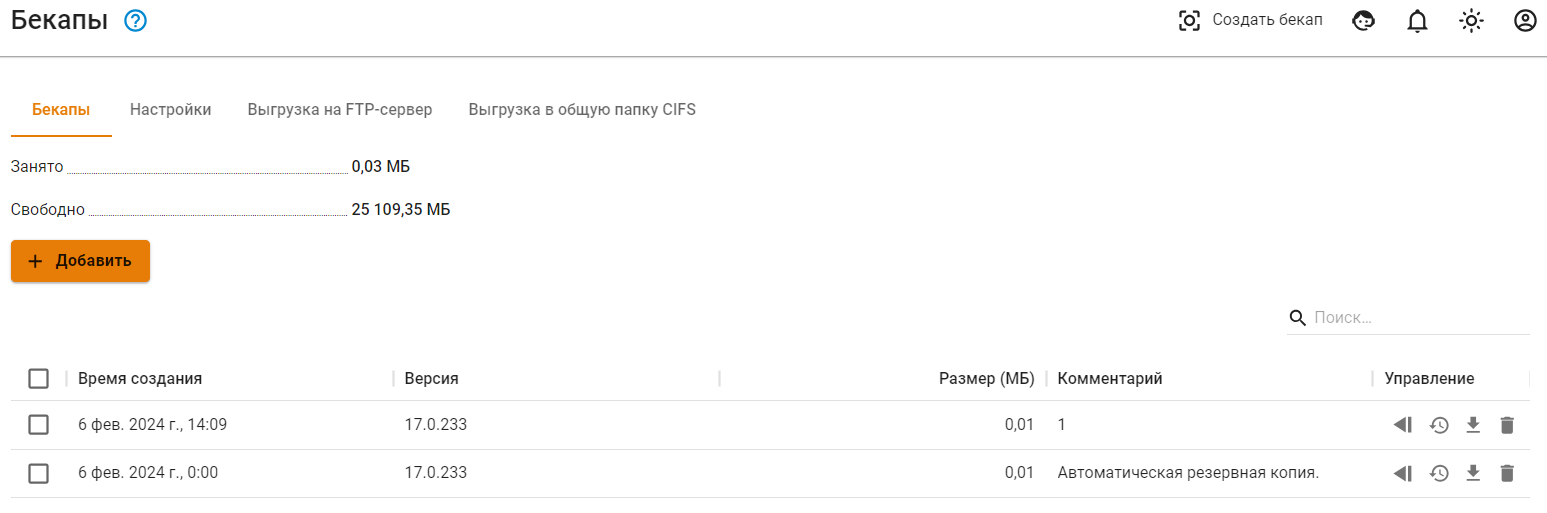 Бекапы
Создать бекап
Бекапы Настройки Выгрузка на FTP-сервер Выгрузка в общую папку CIFS
Занято 0,03 МБ
Свободно 25 109,35 МБ
Добавить
Поиск...
Время создания Версия Размер (МБ) Комментарий Управление
6 фев. 2024 г., 14:09 17.0.233 0,01 1
6 фев. 2024 г., 0:00 17.0.233 0,01 Автоматическая резервная копия.